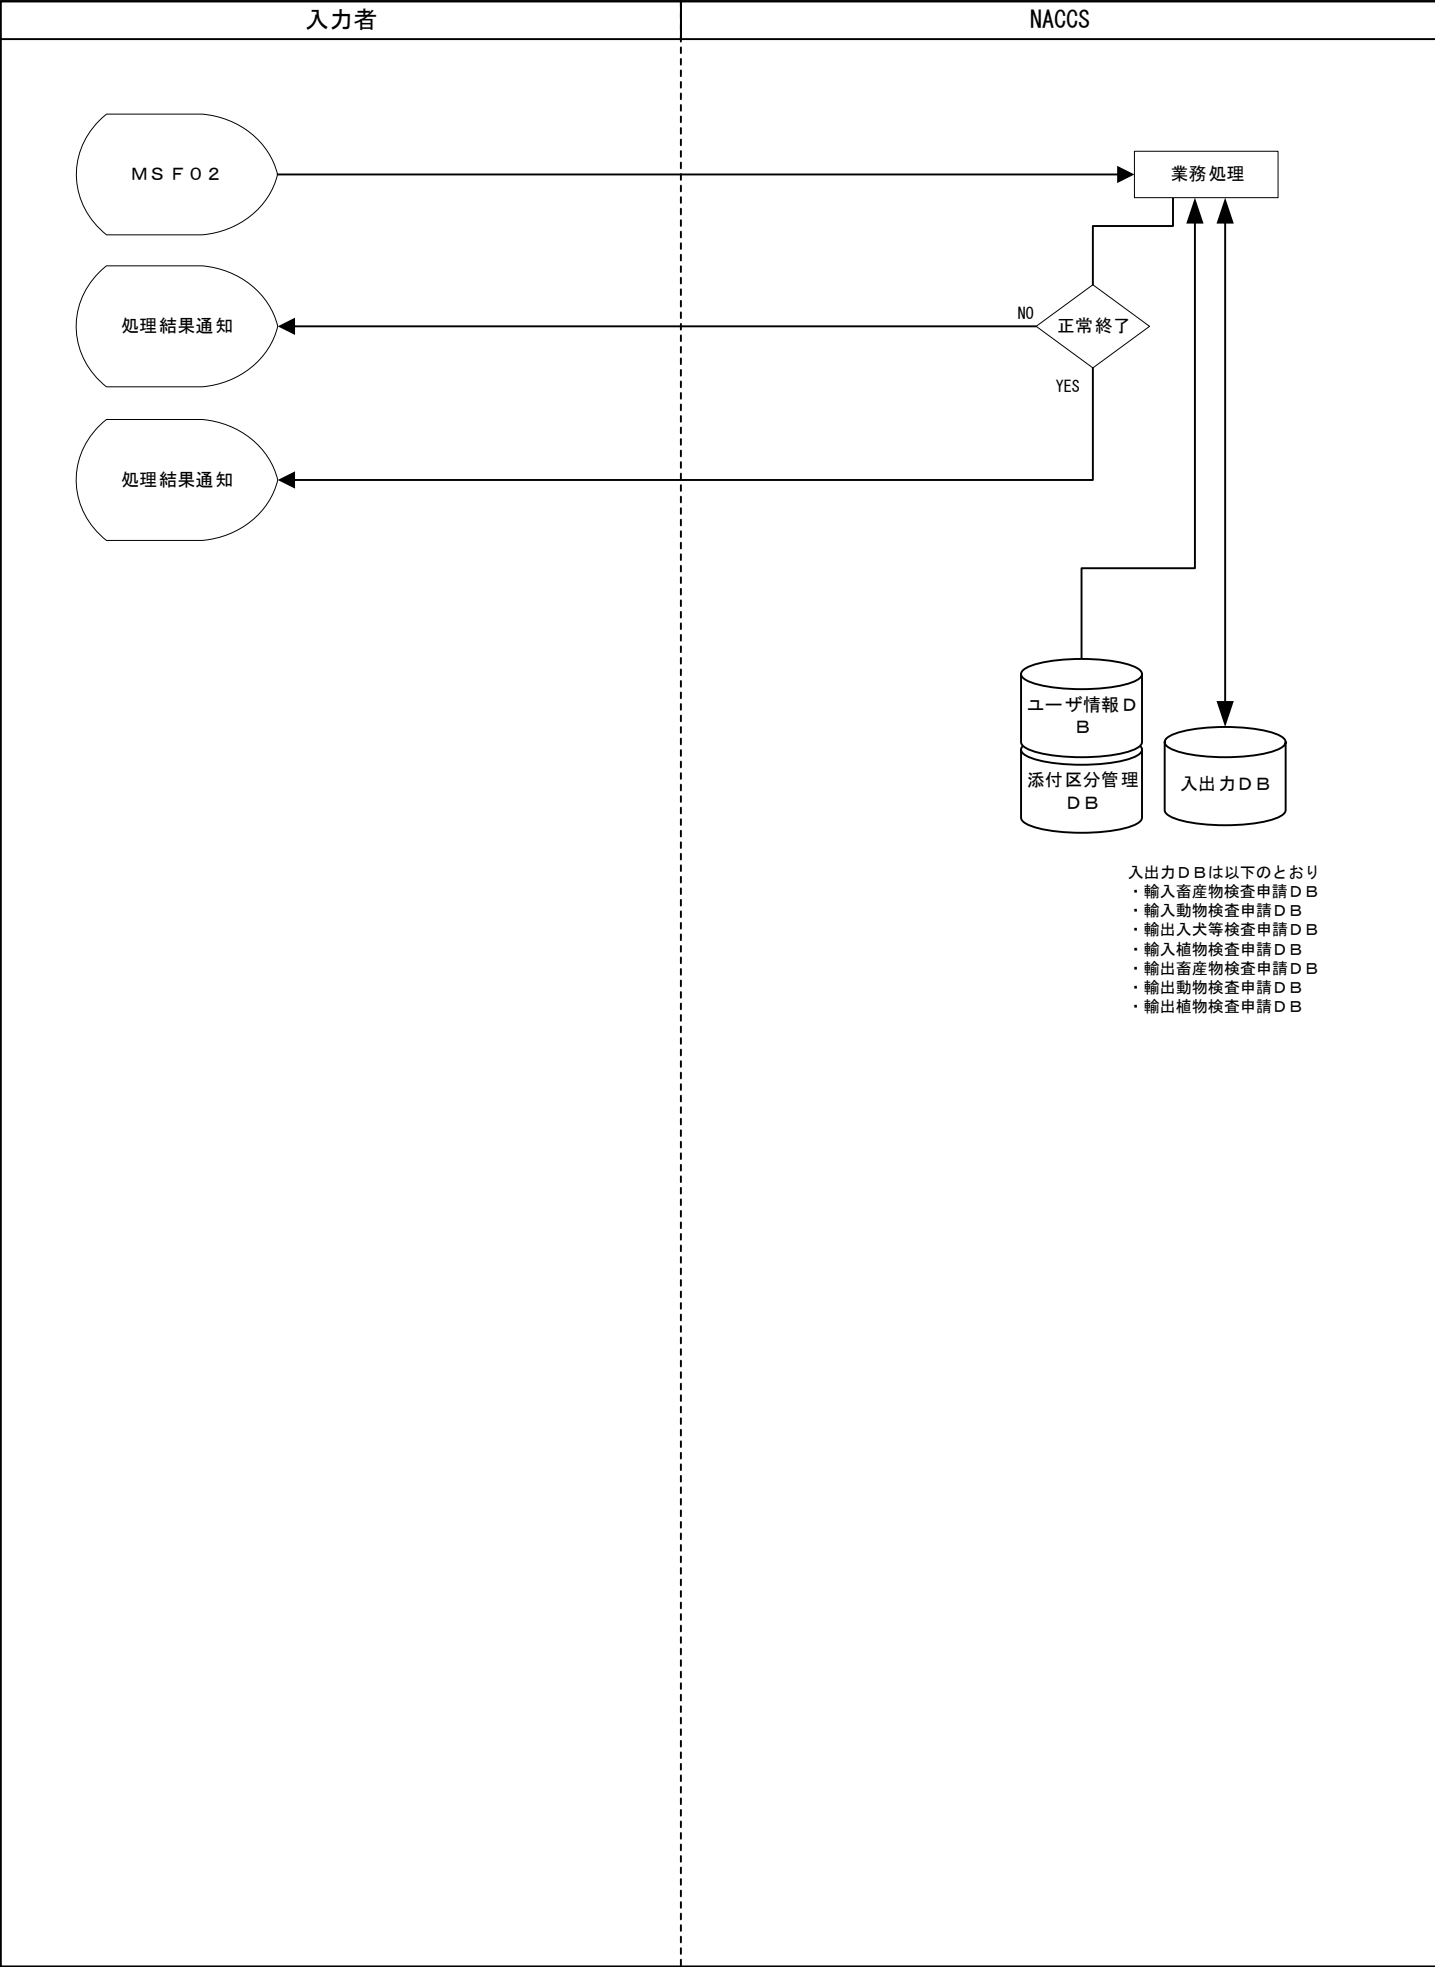 入力者
NACCS
ＭＳＦ０２
業務処理
処理結果通知
NO
正常終了
YES
処理結果通知
ユーザ情報Ｄ
Ｂ
添付区分管理
ＤＢ
入出力ＤＢ
入出力ＤＢは以下のとおり
・輸入畜産物検査申請ＤＢ
・輸入動物検査申請ＤＢ
・輸出入犬等検査申請ＤＢ
・輸入植物検査申請ＤＢ
・輸出畜産物検査申請ＤＢ
・輸出動物検査申請ＤＢ
・輸出植物検査申請ＤＢ